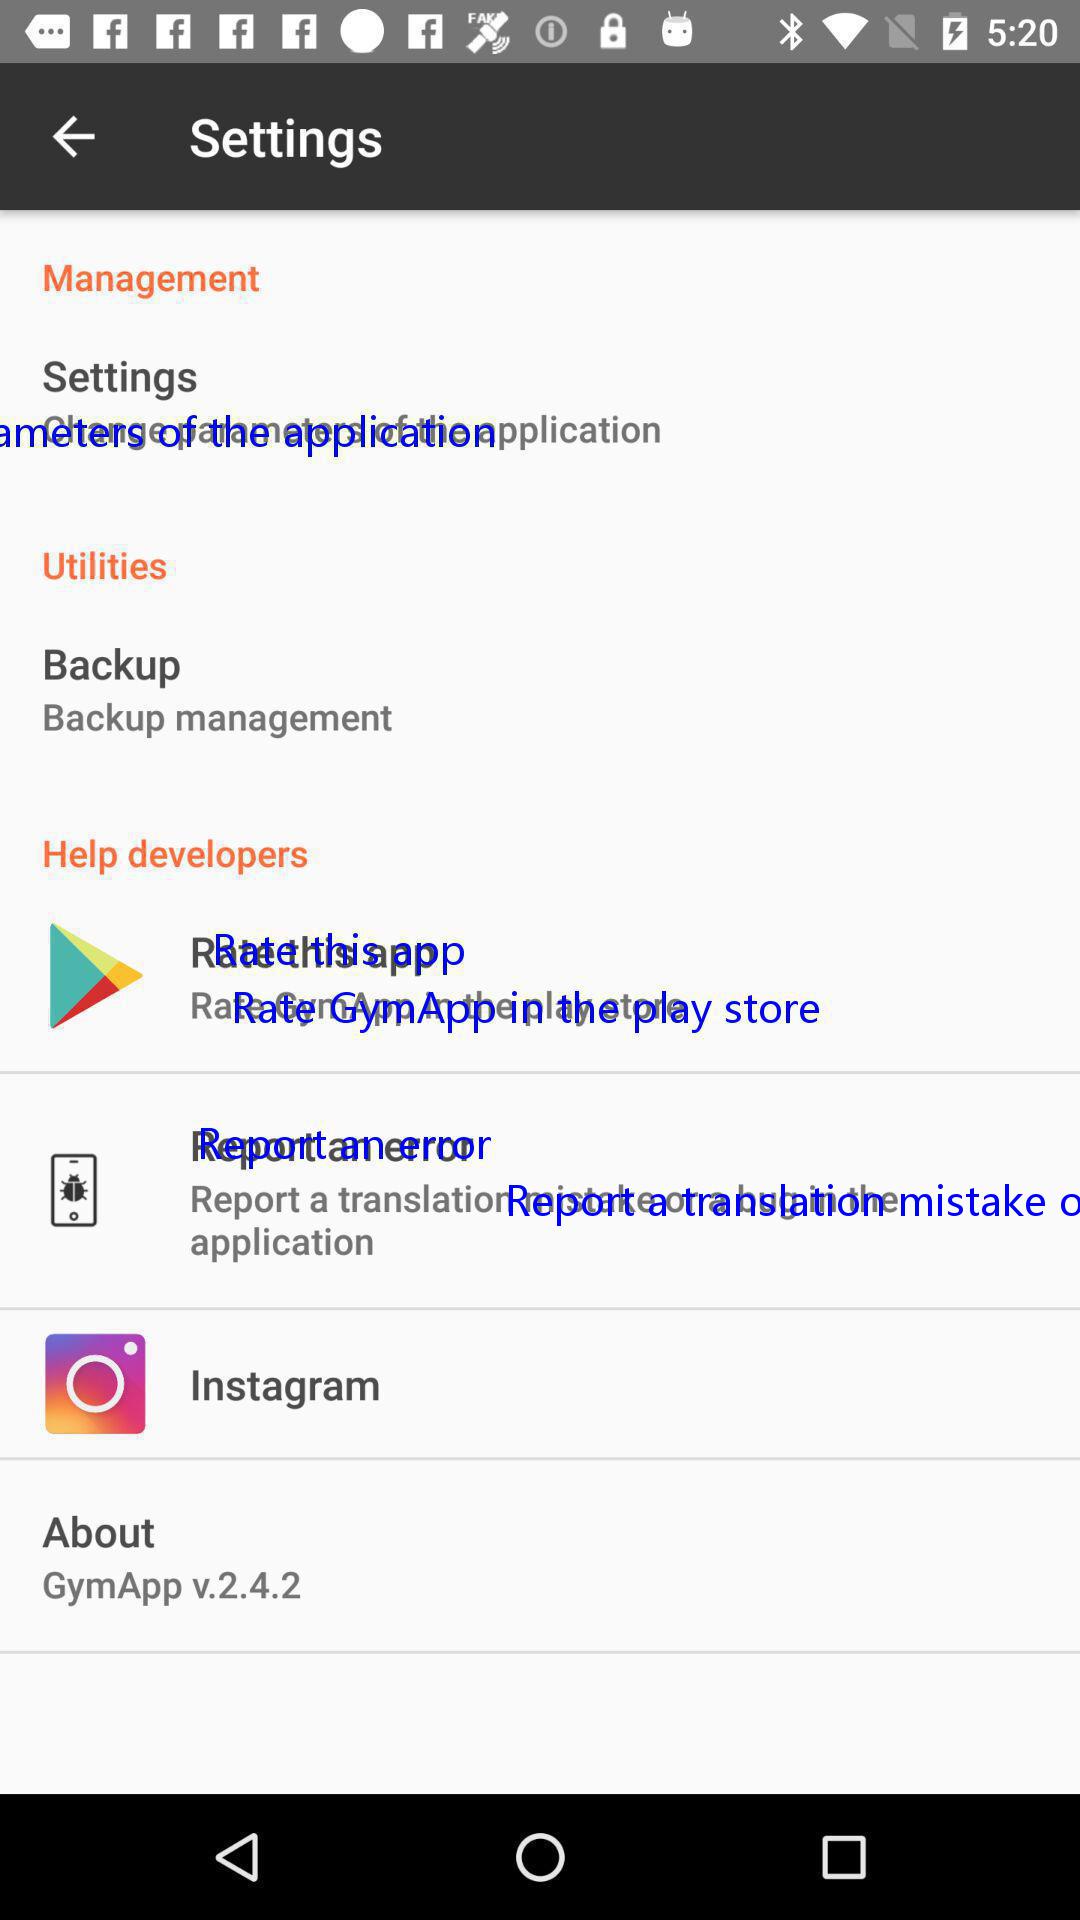 FAKE
5:20
Settings
Management
Settings
Change parameters of the application
ameters of the application
Utilities
Backup
Backup management
Help developers
Rate this app
Rate this app
Rate GymApp in the play store
Rate GymApp in the play store
Report an error
Report an error
Report a translation mistake or a bug in the
Report a translation mistake o
application
Instagram
About
GymApp v.2.4.2